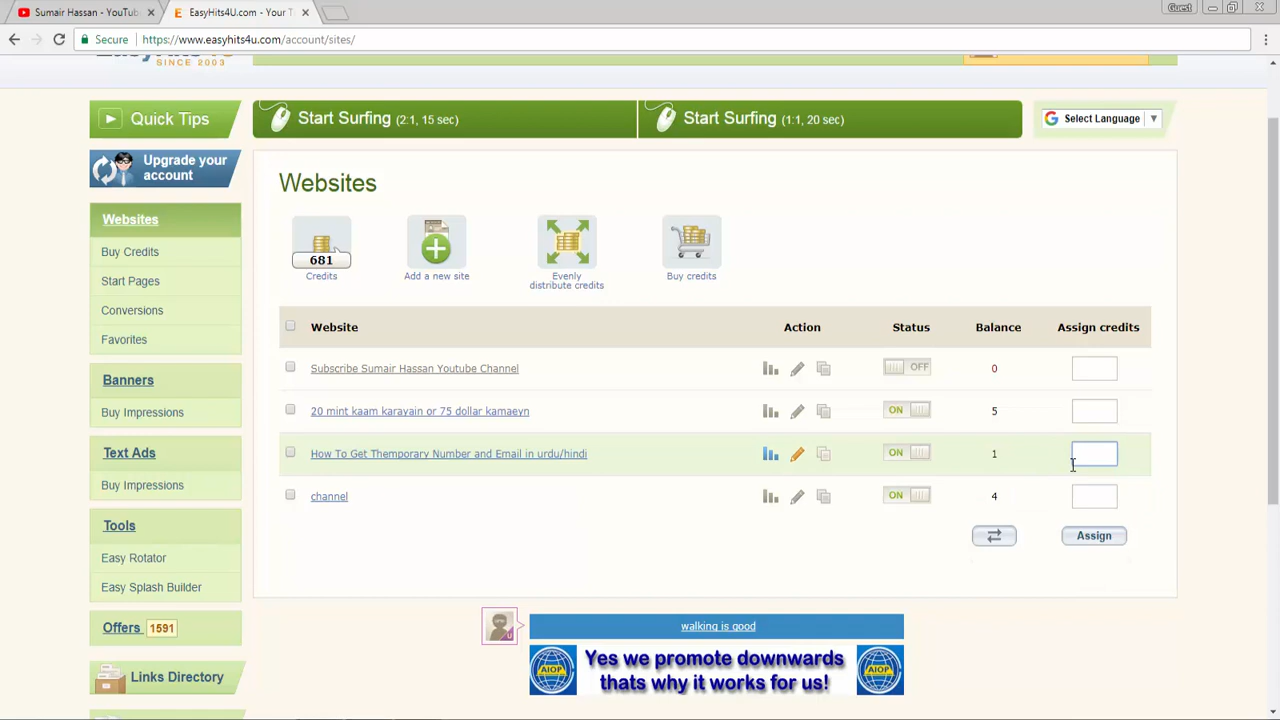 Sumair Hassan - YouTub
EasyHits4U.com - Your T
Guest
Secure
https://www.easyhits4u.com/account/sites/
SINCE 2003
Quick Tips
Start Surfing (2:1, 15 sec)
Start Surfing (1:1, 20 sec)
Select Language
Upgrade your account
Websites
Buy Credits
Start Pages
Conversions
Favorites
Banners
Buy Impressions
Text Ads
Buy Impressions
Tools
Easy Rotator
Easy Splash Builder
Offers 1591
Links Directory
Websites
681
Credits
Add a new site
Evenly
distribute credits
Buy credits
Website Action Status Balance Assign credits
Subscribe Sumair Hassan Youtube Channel OFF 0
20 mint kaam karayain or 75 dollar kamaeyn ON 5
How To Get Themporary Number and Email in urdu/hindi ON 1
channel ON 4
Assign
walking is good
AIOP Yes we promote downwards AIOP
thats why it works for us!